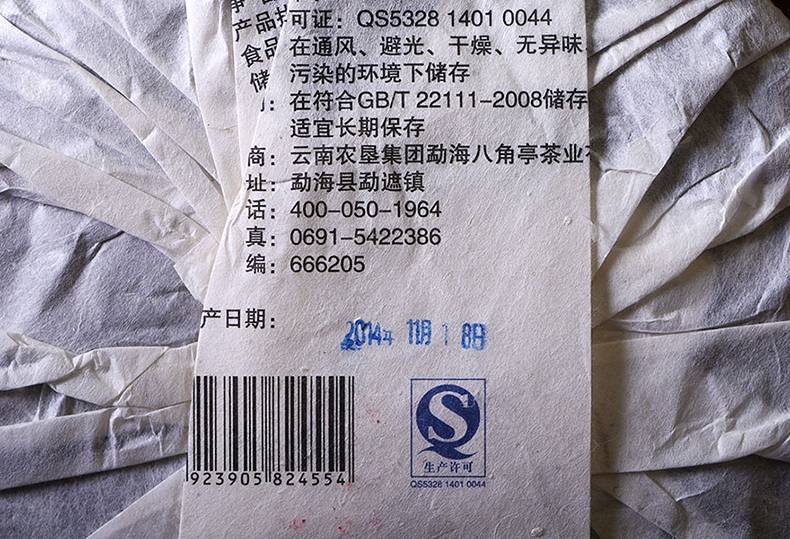 产品
可证：QS5328 1401 0044
食品
在通风、避光、干燥、无异味、
储
污染的环境下储存
：在符合GB/T 22111-2008储存
适宜长期保存
商：云南农垦集团勐海八角亭茶业
址：勐海县勐遮镇
话：400-050-1964
真：0691-5422386
编：666205
产日期：
2014年 11月 18日
923905 824554
S
生产许可
QS5328 1401 0044